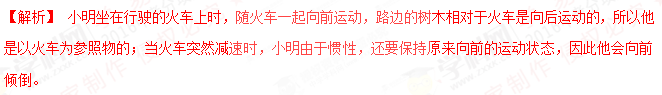 【解析】 小明坐在行驶的火车上时，随火车一起向前运动，路边的树木相对于火车是向后运动的，所以他
是以火车为参照物的；当火车突然减速时，小明由于惯性，还要保持原来向前的运动状态，因此他会向前
倾倒。